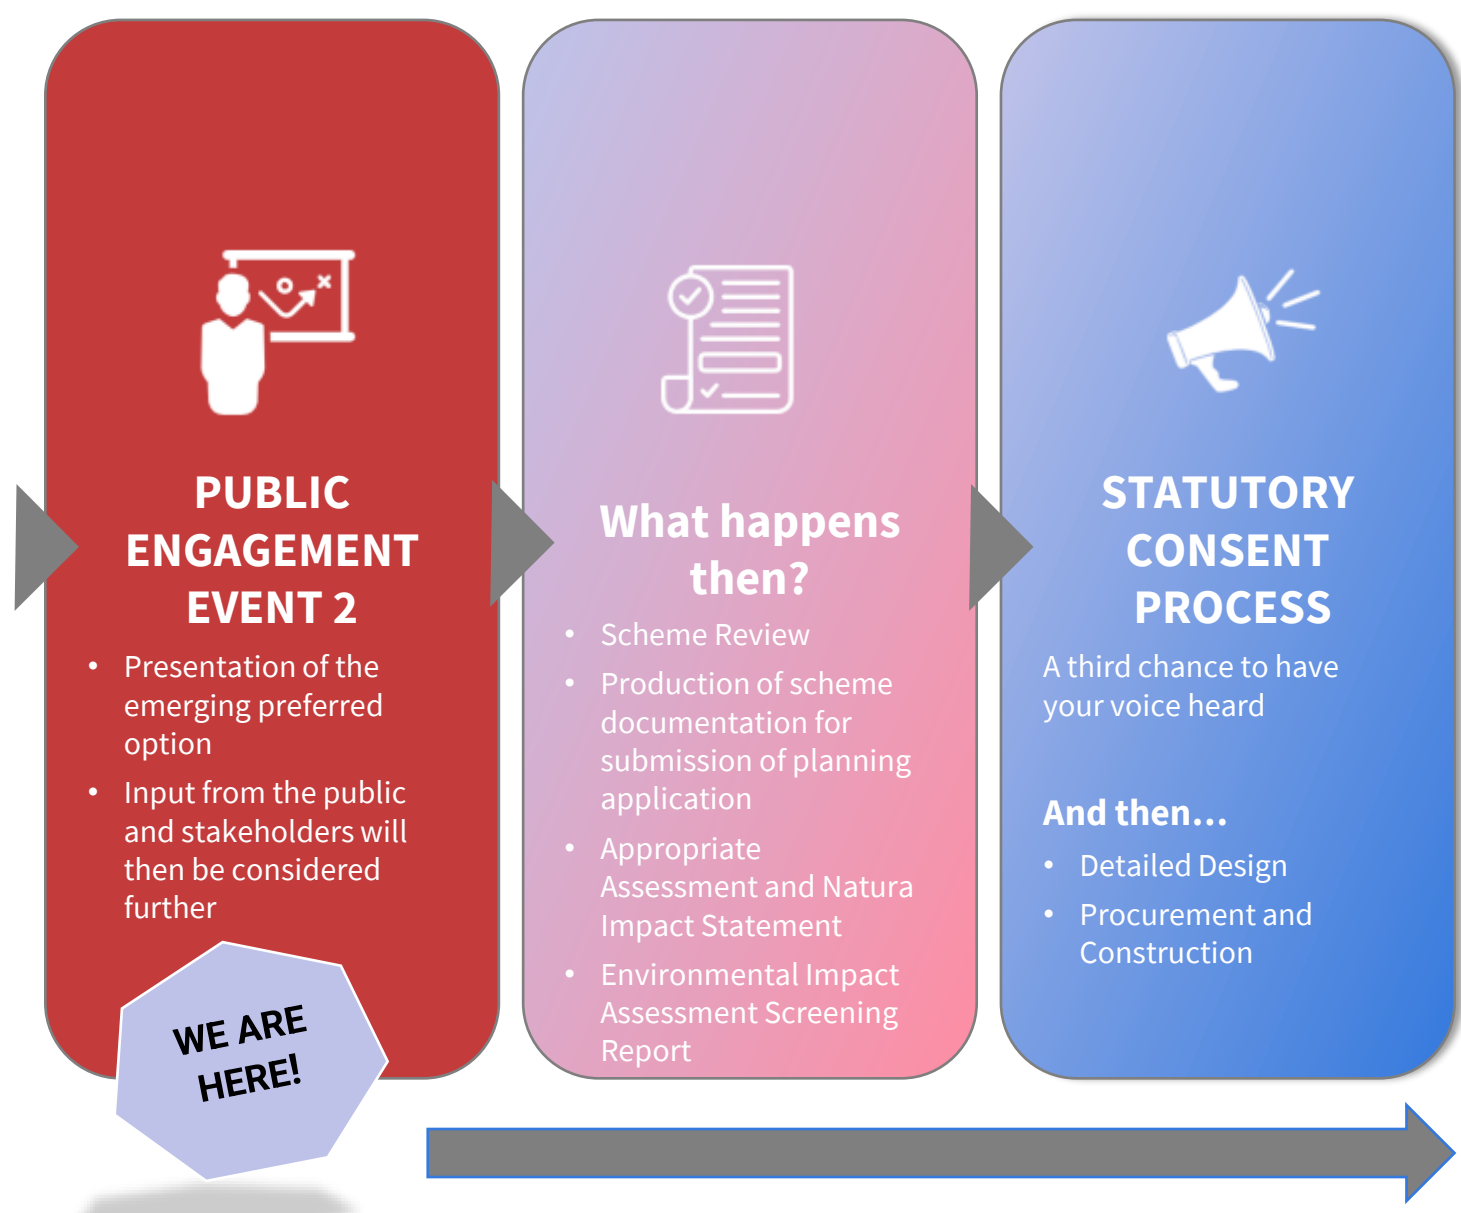 PUBLIC
ENGAGEMENT
EVENT 2
• Presentation of the
emerging preferred
option
• Input from the public
and stakeholders will
then be considered
further
WE ARE
HERE!
What happens
then?
• Scheme Review
• Production of scheme
documentation for
submission of planning
application
• Appropriate
Assessment and Natura
Impact Statement
• Environmental Impact
Assessment Screening
Report
STATUTORY
CONSENT
PROCESS
A third chance to have
your voice heard
And then...
• Detailed Design
• Procurement and
Construction